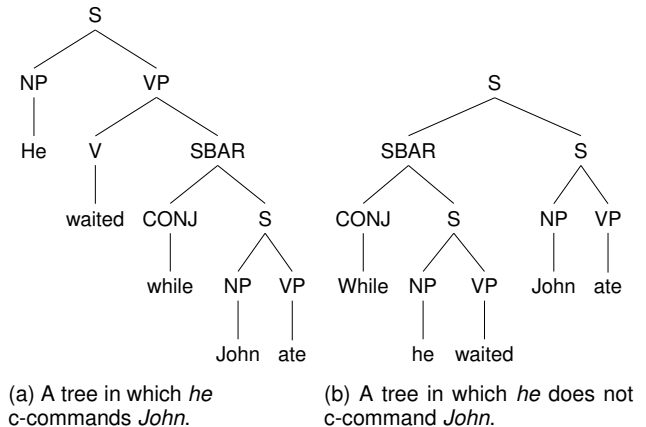 S
NP VP S
He V SBAR SBAR S
waited CONJ S CONJ S NP VP
while NP VP While NP VP John ate
John ate he waited
(a) A tree in which he
c-commands John.
(b) A tree in which he does not
c-command John.